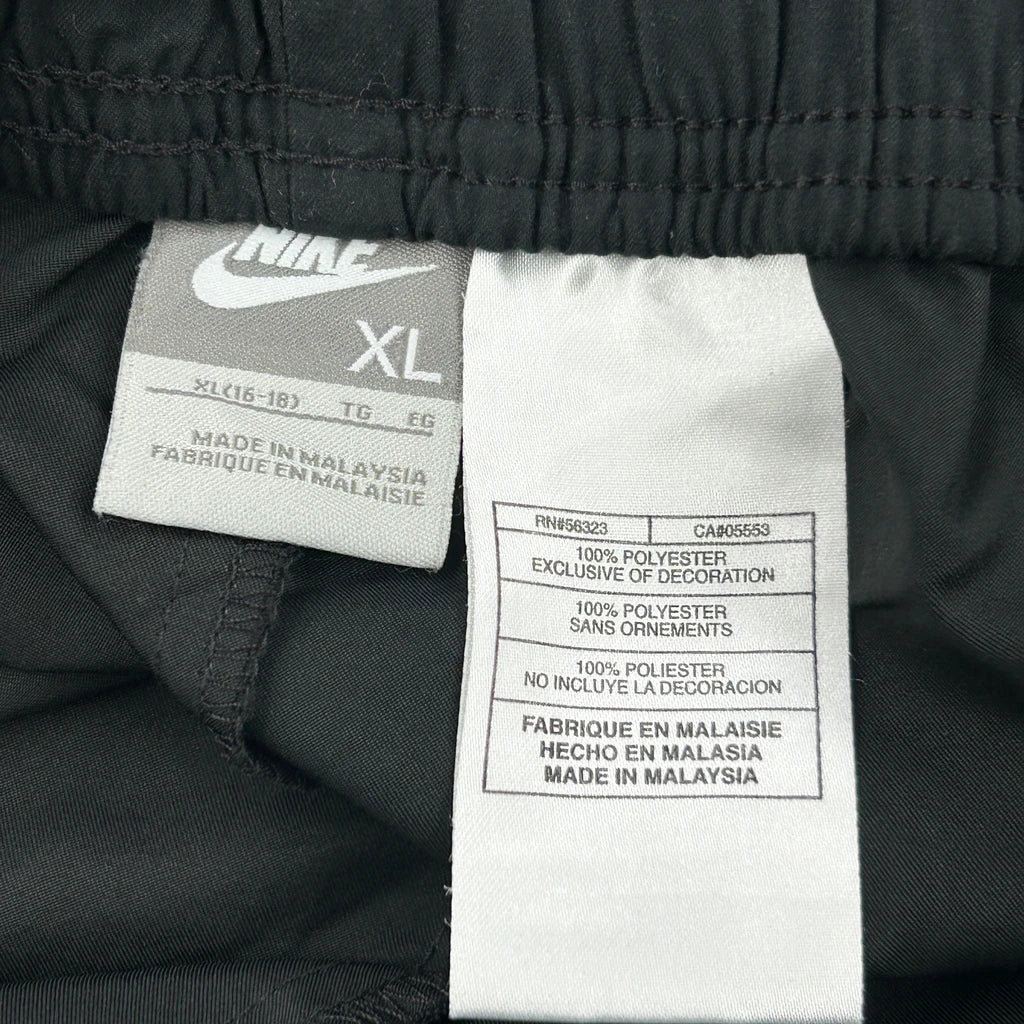 NIKE
XL
XL(16-18) TG EG
MADE IN MALAYSIA
FABRIQUE EN MALAISIE
RN#56323 CA#05553
100% POLYESTER
EXCLUSIVE OF DECORATION
100% POLYESTER
SANS ORNEMENTS
100% POLIESTER
NO INCLUYE LA DECORACION
FABRIQUE EN MALAISIE
HECHO EN MALASIA
MADE IN MALAYSIA